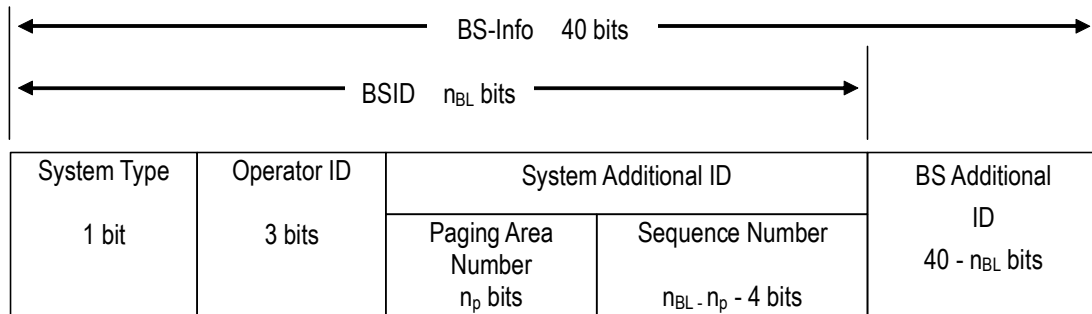 BS-Info 40 bits
BSID n_BL bits
System Type
1 bit
Operator ID
3 bits
System Additional ID
Paging Area
Number
n_p bits
Sequence Number
n_BL - n_p - 4 bits
BS Additional
ID
40 - n_BL bits